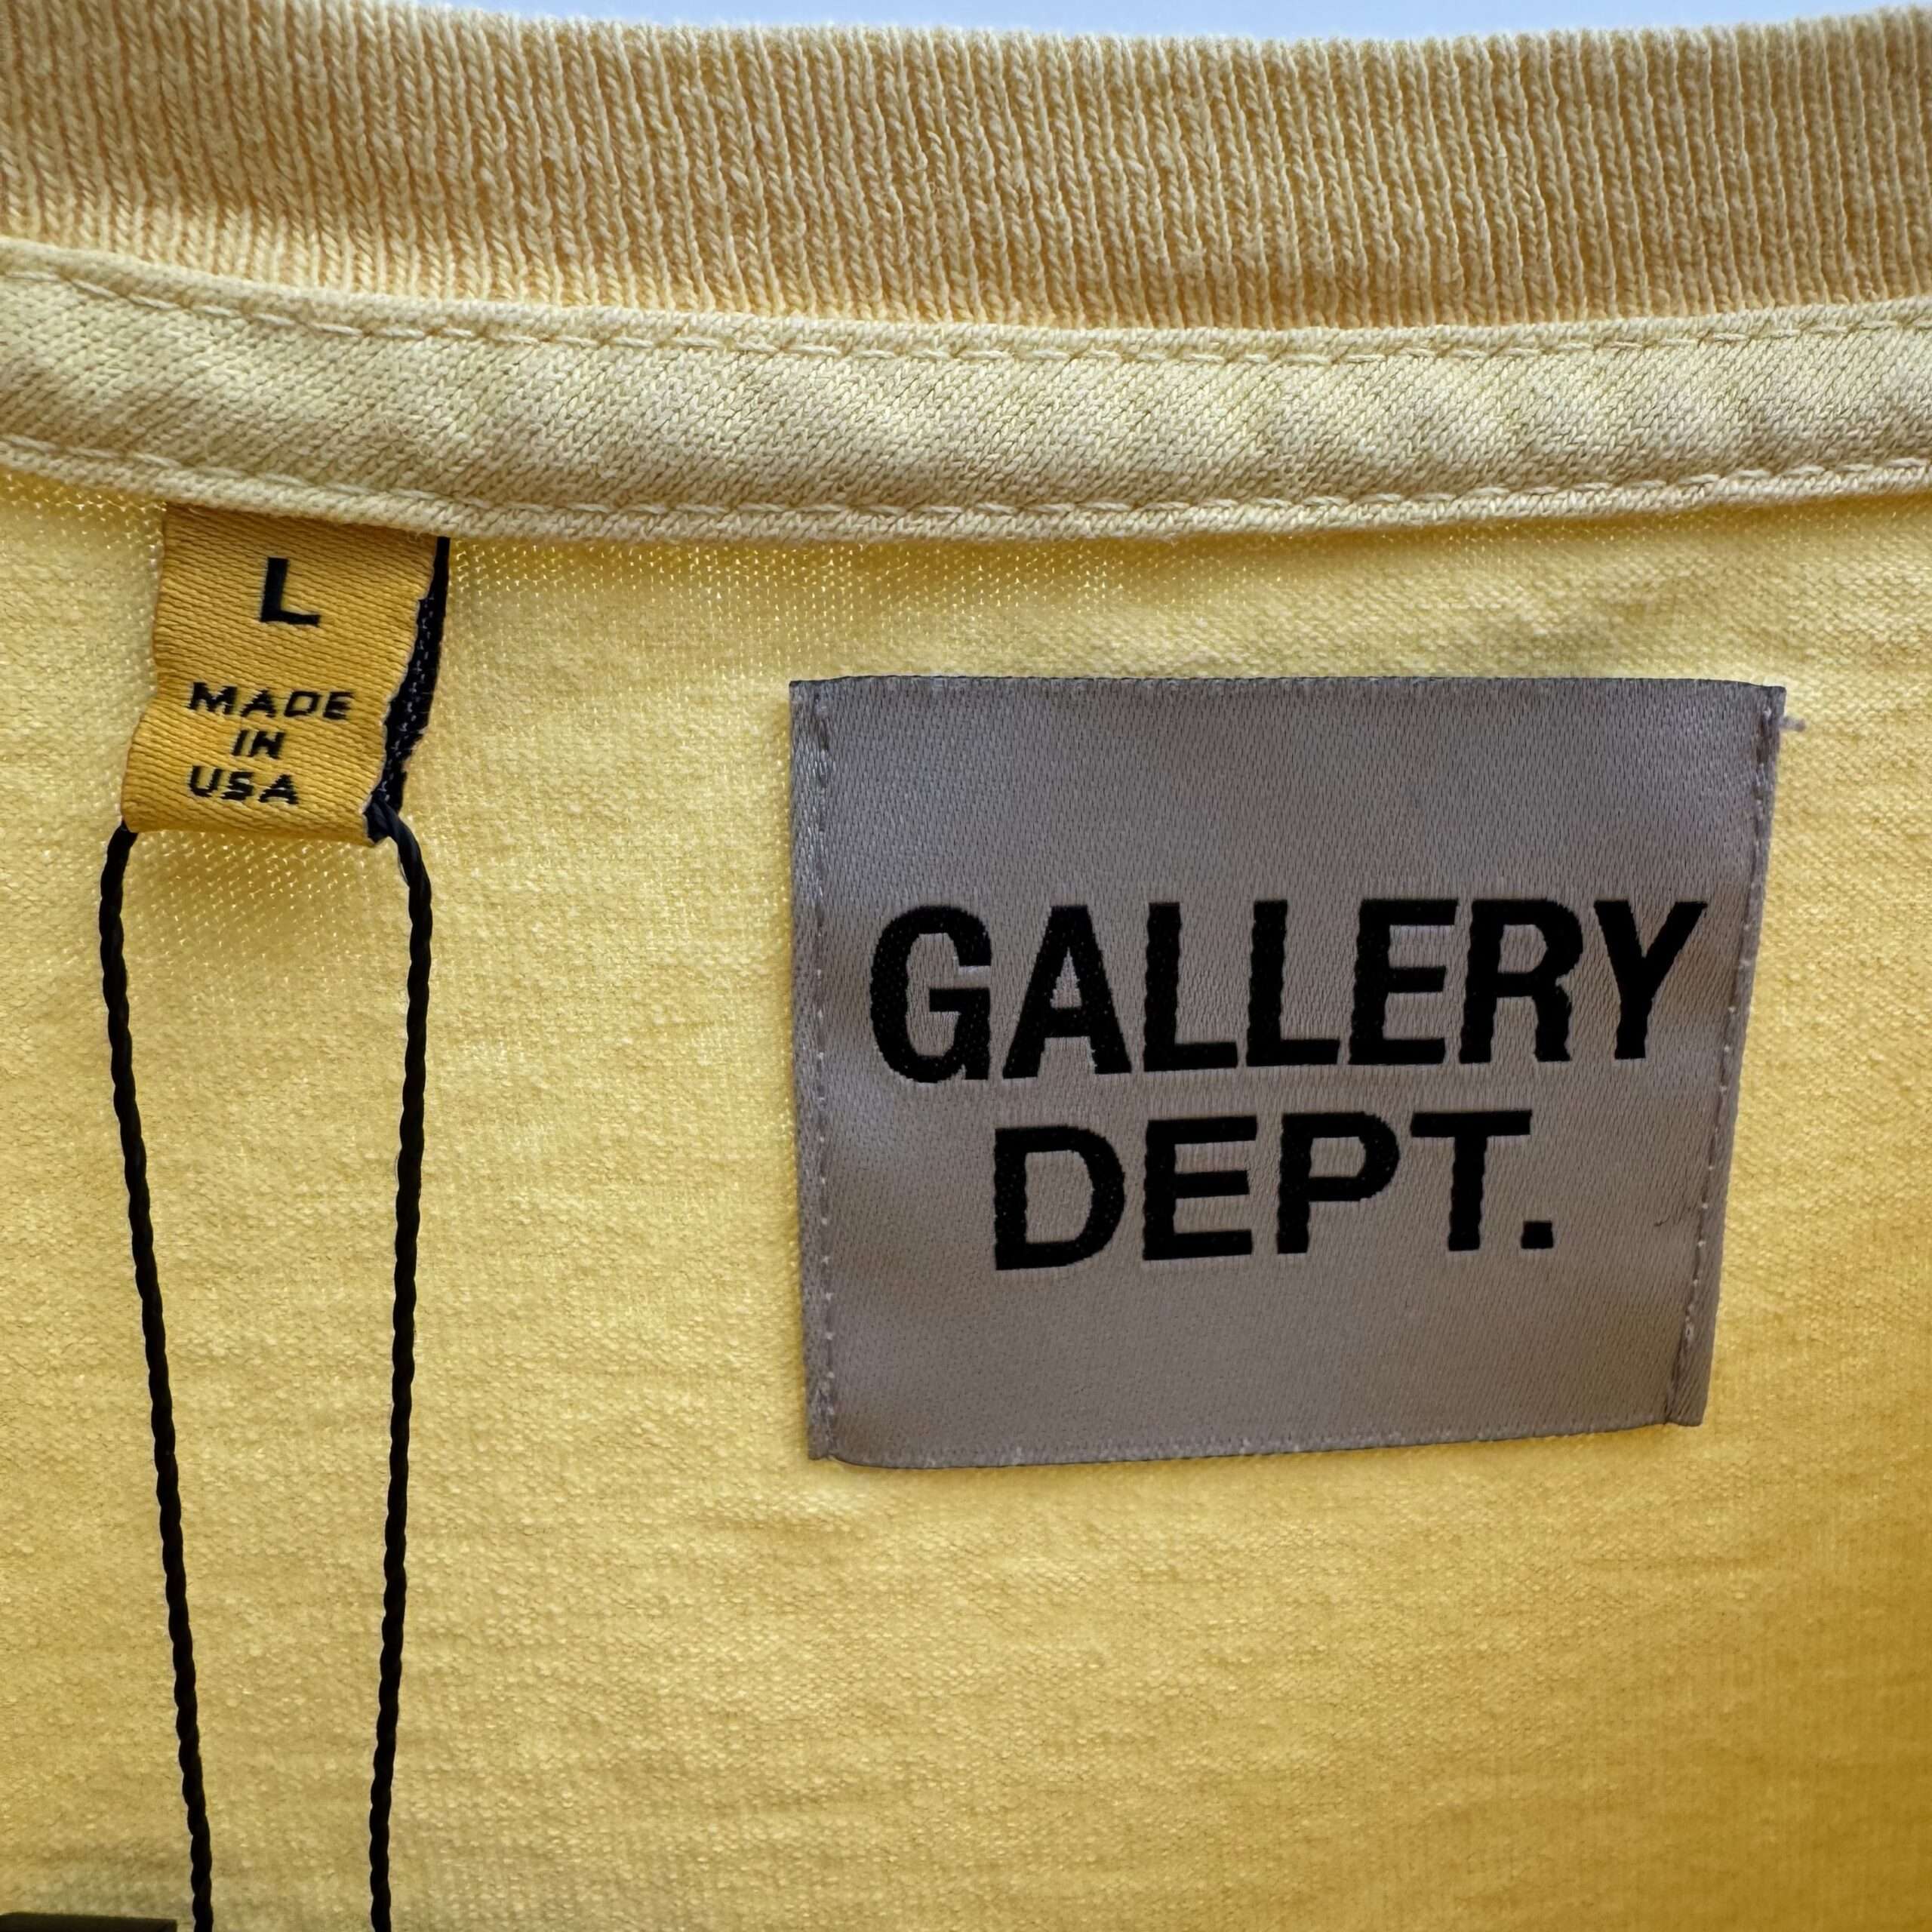 L
MADE
IN
USA
GALLERY
DEPT.